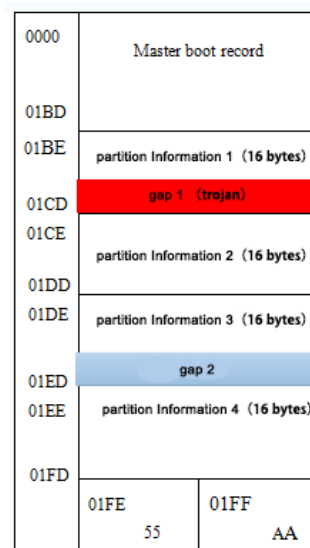 0000
Master boot record
01BD
01BE
partition Information 1（16 bytes）
gap 1 （trojan）
01CD
01CE
partition Information 2（16 bytes）
01DD
01DE
partition Information 3（16 bytes）
gap 2
01ED
01EE
partition Information 4（16 bytes）
01FD
01FE
01FF
55
AA